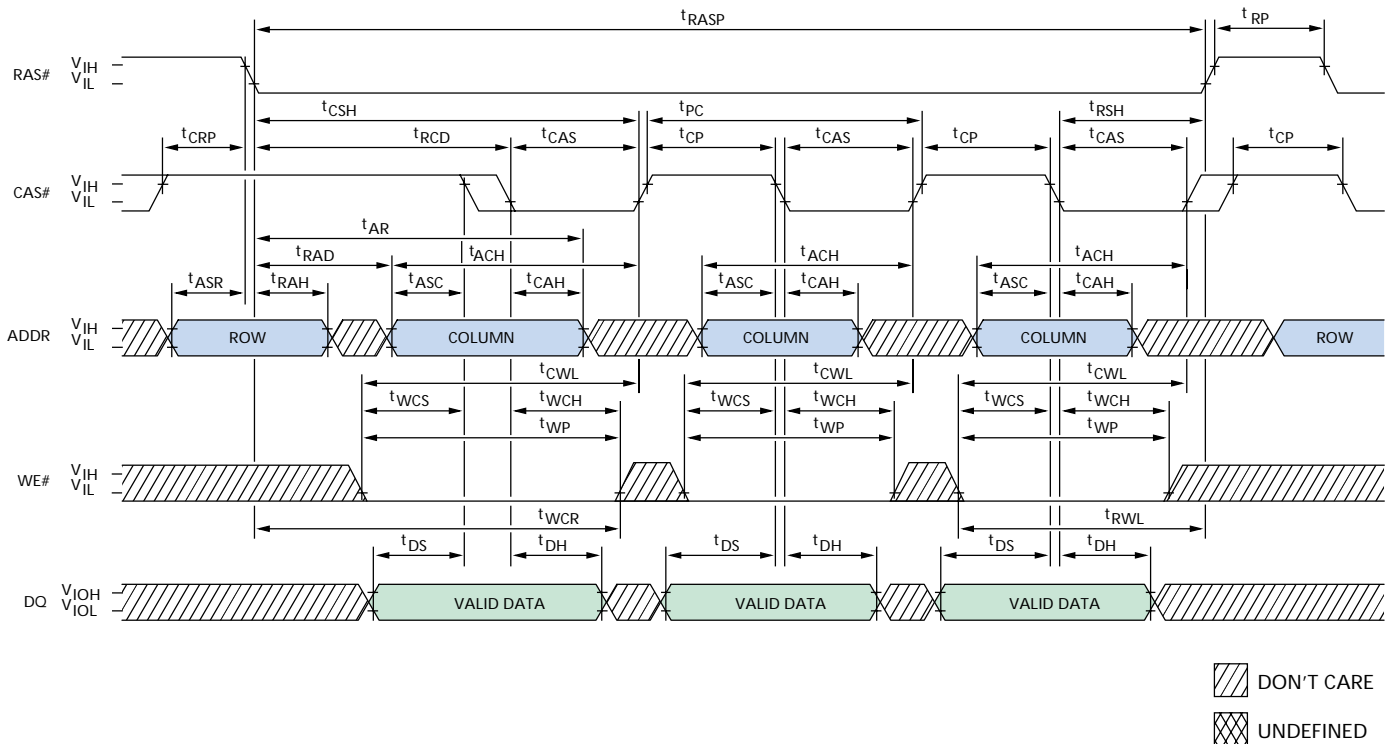 tRASP tRP
RAS# VIH
VIL
tCSH tPC tRSH
tCRP tRCD tCAS tCP tCAS tCP tCAS tCP
CAS# VIH
VIL
tAR
tRAD tACH tACH tACH
tASR tRAH tASC tCAH tASC tCAH tASC tCAH
ADDR VIH
VIL
ROW COLUMN COLUMN COLUMN ROW
tCWL tCWL tCWL
tWCS tWCH tWCS tWCH tWCS tWCH
tWP tWP tWP
WE# VIH
VIL
tWCR tRWL
tDS tDH tDS tDH tDS tDH
DQ VIOH
VIOL
VALID DATA VALID DATA VALID DATA
DON'T CARE
UNDEFINED